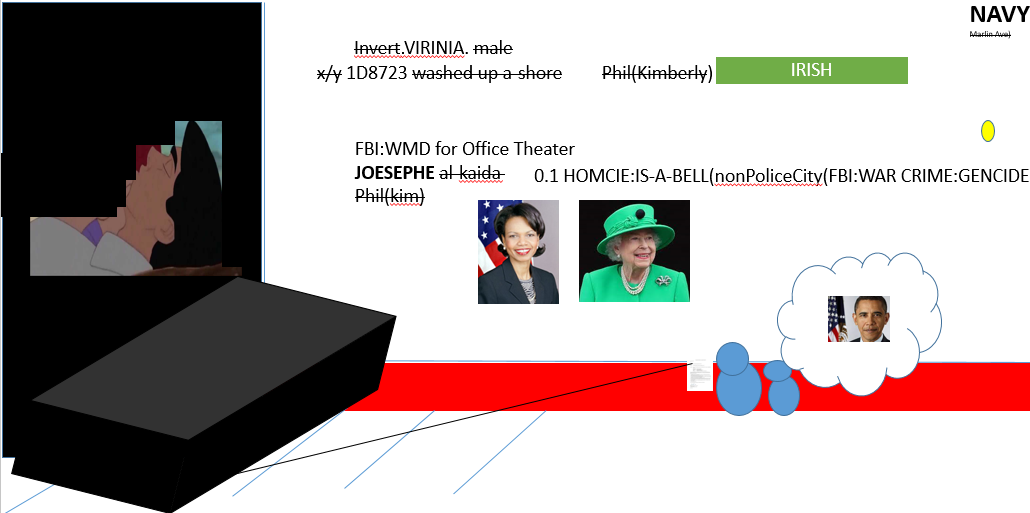 NAVY
Marlin Ave)
Invert.VIRINIA. male
x/y 1D8723 washed up a shore
Phil(Kimberly)
IRISH
FBI:WMD for Office Theater
JOESEPHE al-kaida
0.1 HOMCIE:IS-A-BELL(nonPoliceCity(FBI:WAR CRIME:GENCIDE
Phil(kim)